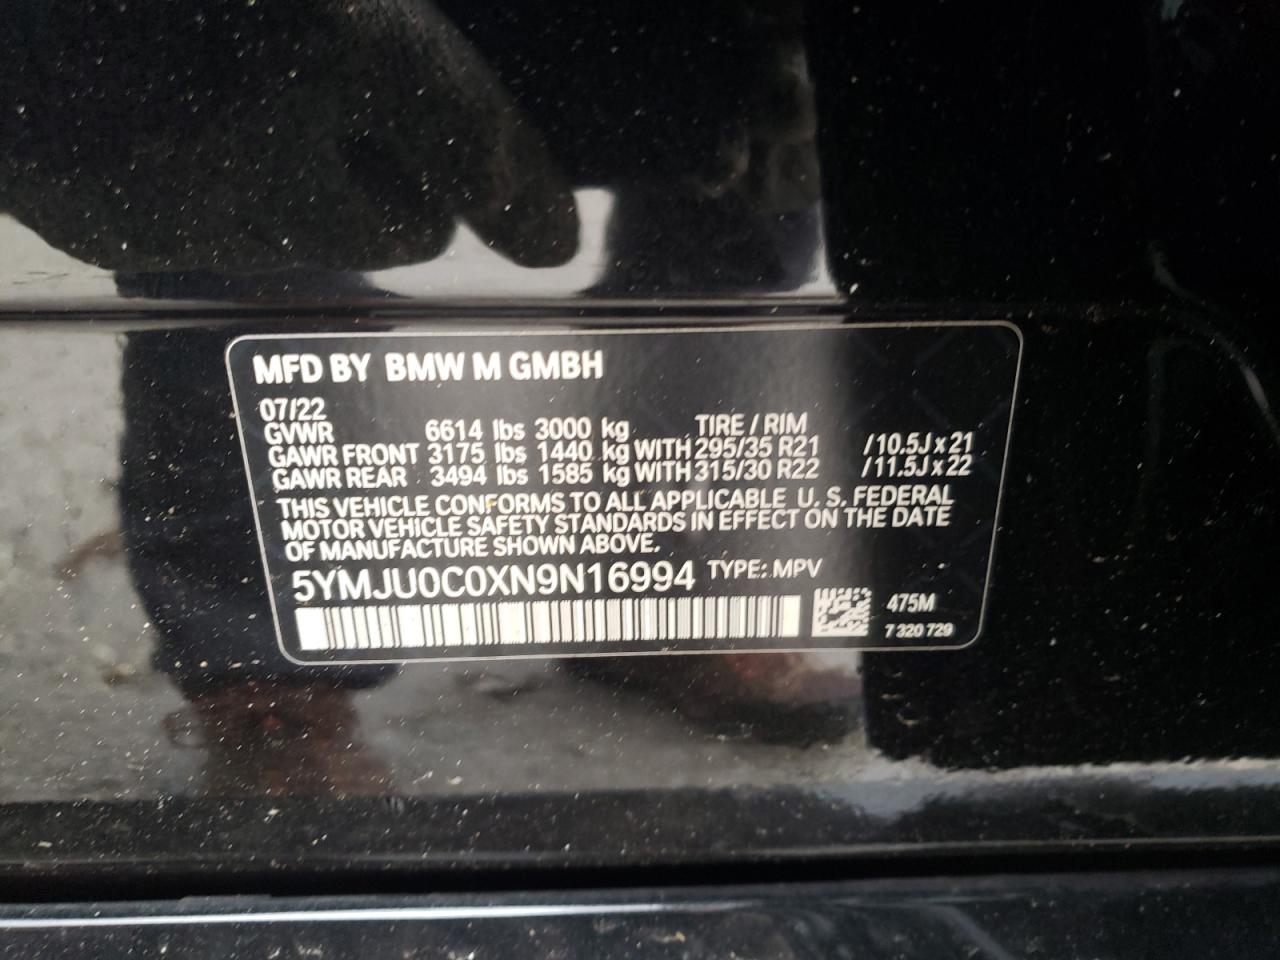 MFD BY BMW M GMBH
07/22
GVWR 6614 lbs 3000 kg TIRE / RIM
GAWR FRONT 3175 lbs 1440 kg WITH 295/35 R21 /10.5J x 21
GAWR REAR 3494 lbs 1585 kg WITH 315/30 R22 /11.5J x 22
THIS VEHICLE CONFORMS TO ALL APPLICABLE U. S. FEDERAL
MOTOR VEHICLE SAFETY STANDARDS IN EFFECT ON THE DATE
OF MANUFACTURE SHOWN ABOVE.
5YMJU0C0XN9N16994 TYPE: MPV
475M
7 320 729